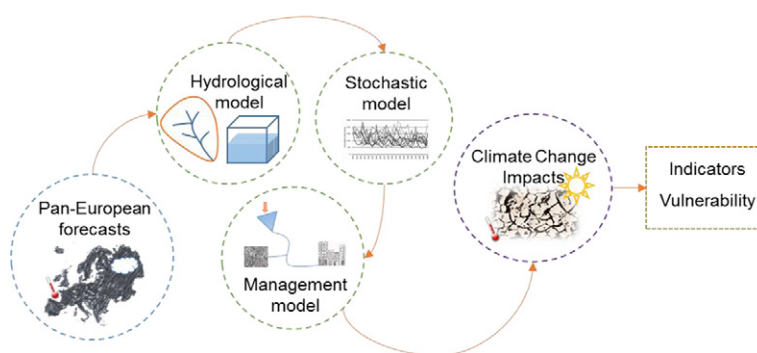 Pan-European
forecasts
Hydrological
model
Stochastic
model
Management
model
Climate Change
Impacts
Indicators
Vulnerability